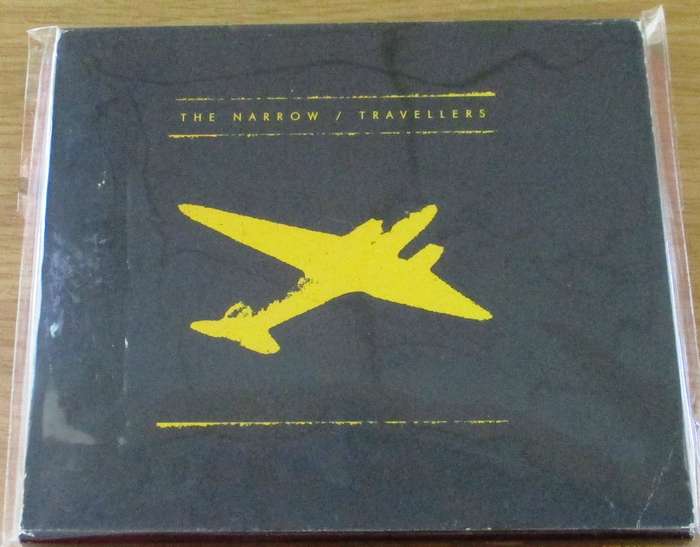 THE NARROW / TRAVELLERS